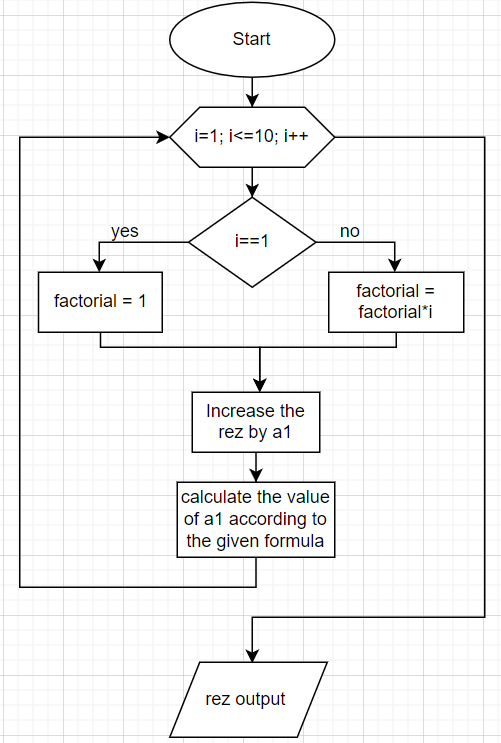 Start
i=1; i<=10; i++
i==1
yes
no
factorial = 1
factorial =
factorial*i
Increase the
rez by a1
calculate the value
of a1 according to
the given formula
rez output